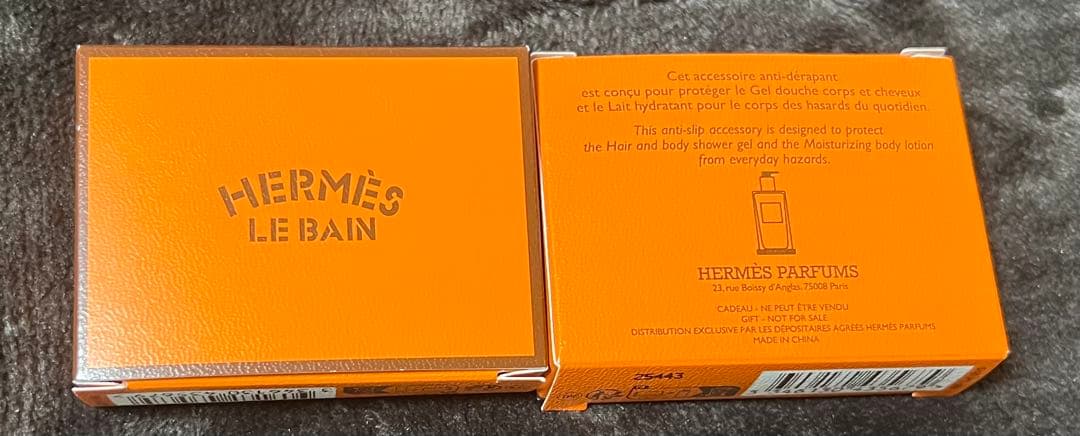 HERMÈS
LE BAIN
Cet accessoire anti-dérapant
est conçu pour protéger le Gel douche corps et cheveux
et le Lait hydratant pour le corps des hasards du quotidien.
This anti-slip accessory is designed to protect
the Hair and body shower gel and the Moisturizing body lotion
from everyday hazards.
HERMÈS PARFUMS
23, rue Boissy d'Anglas, 75008 Paris
CADEAU - NE PEUT ÊTRE VENDU
GIFT - NOT FOR SALE
DISTRIBUTION EXCLUSIVE PAR LES DÉPOSITAIRES AGRÉÉS HERMÈS PARFUMS
MADE IN CHINA
25443